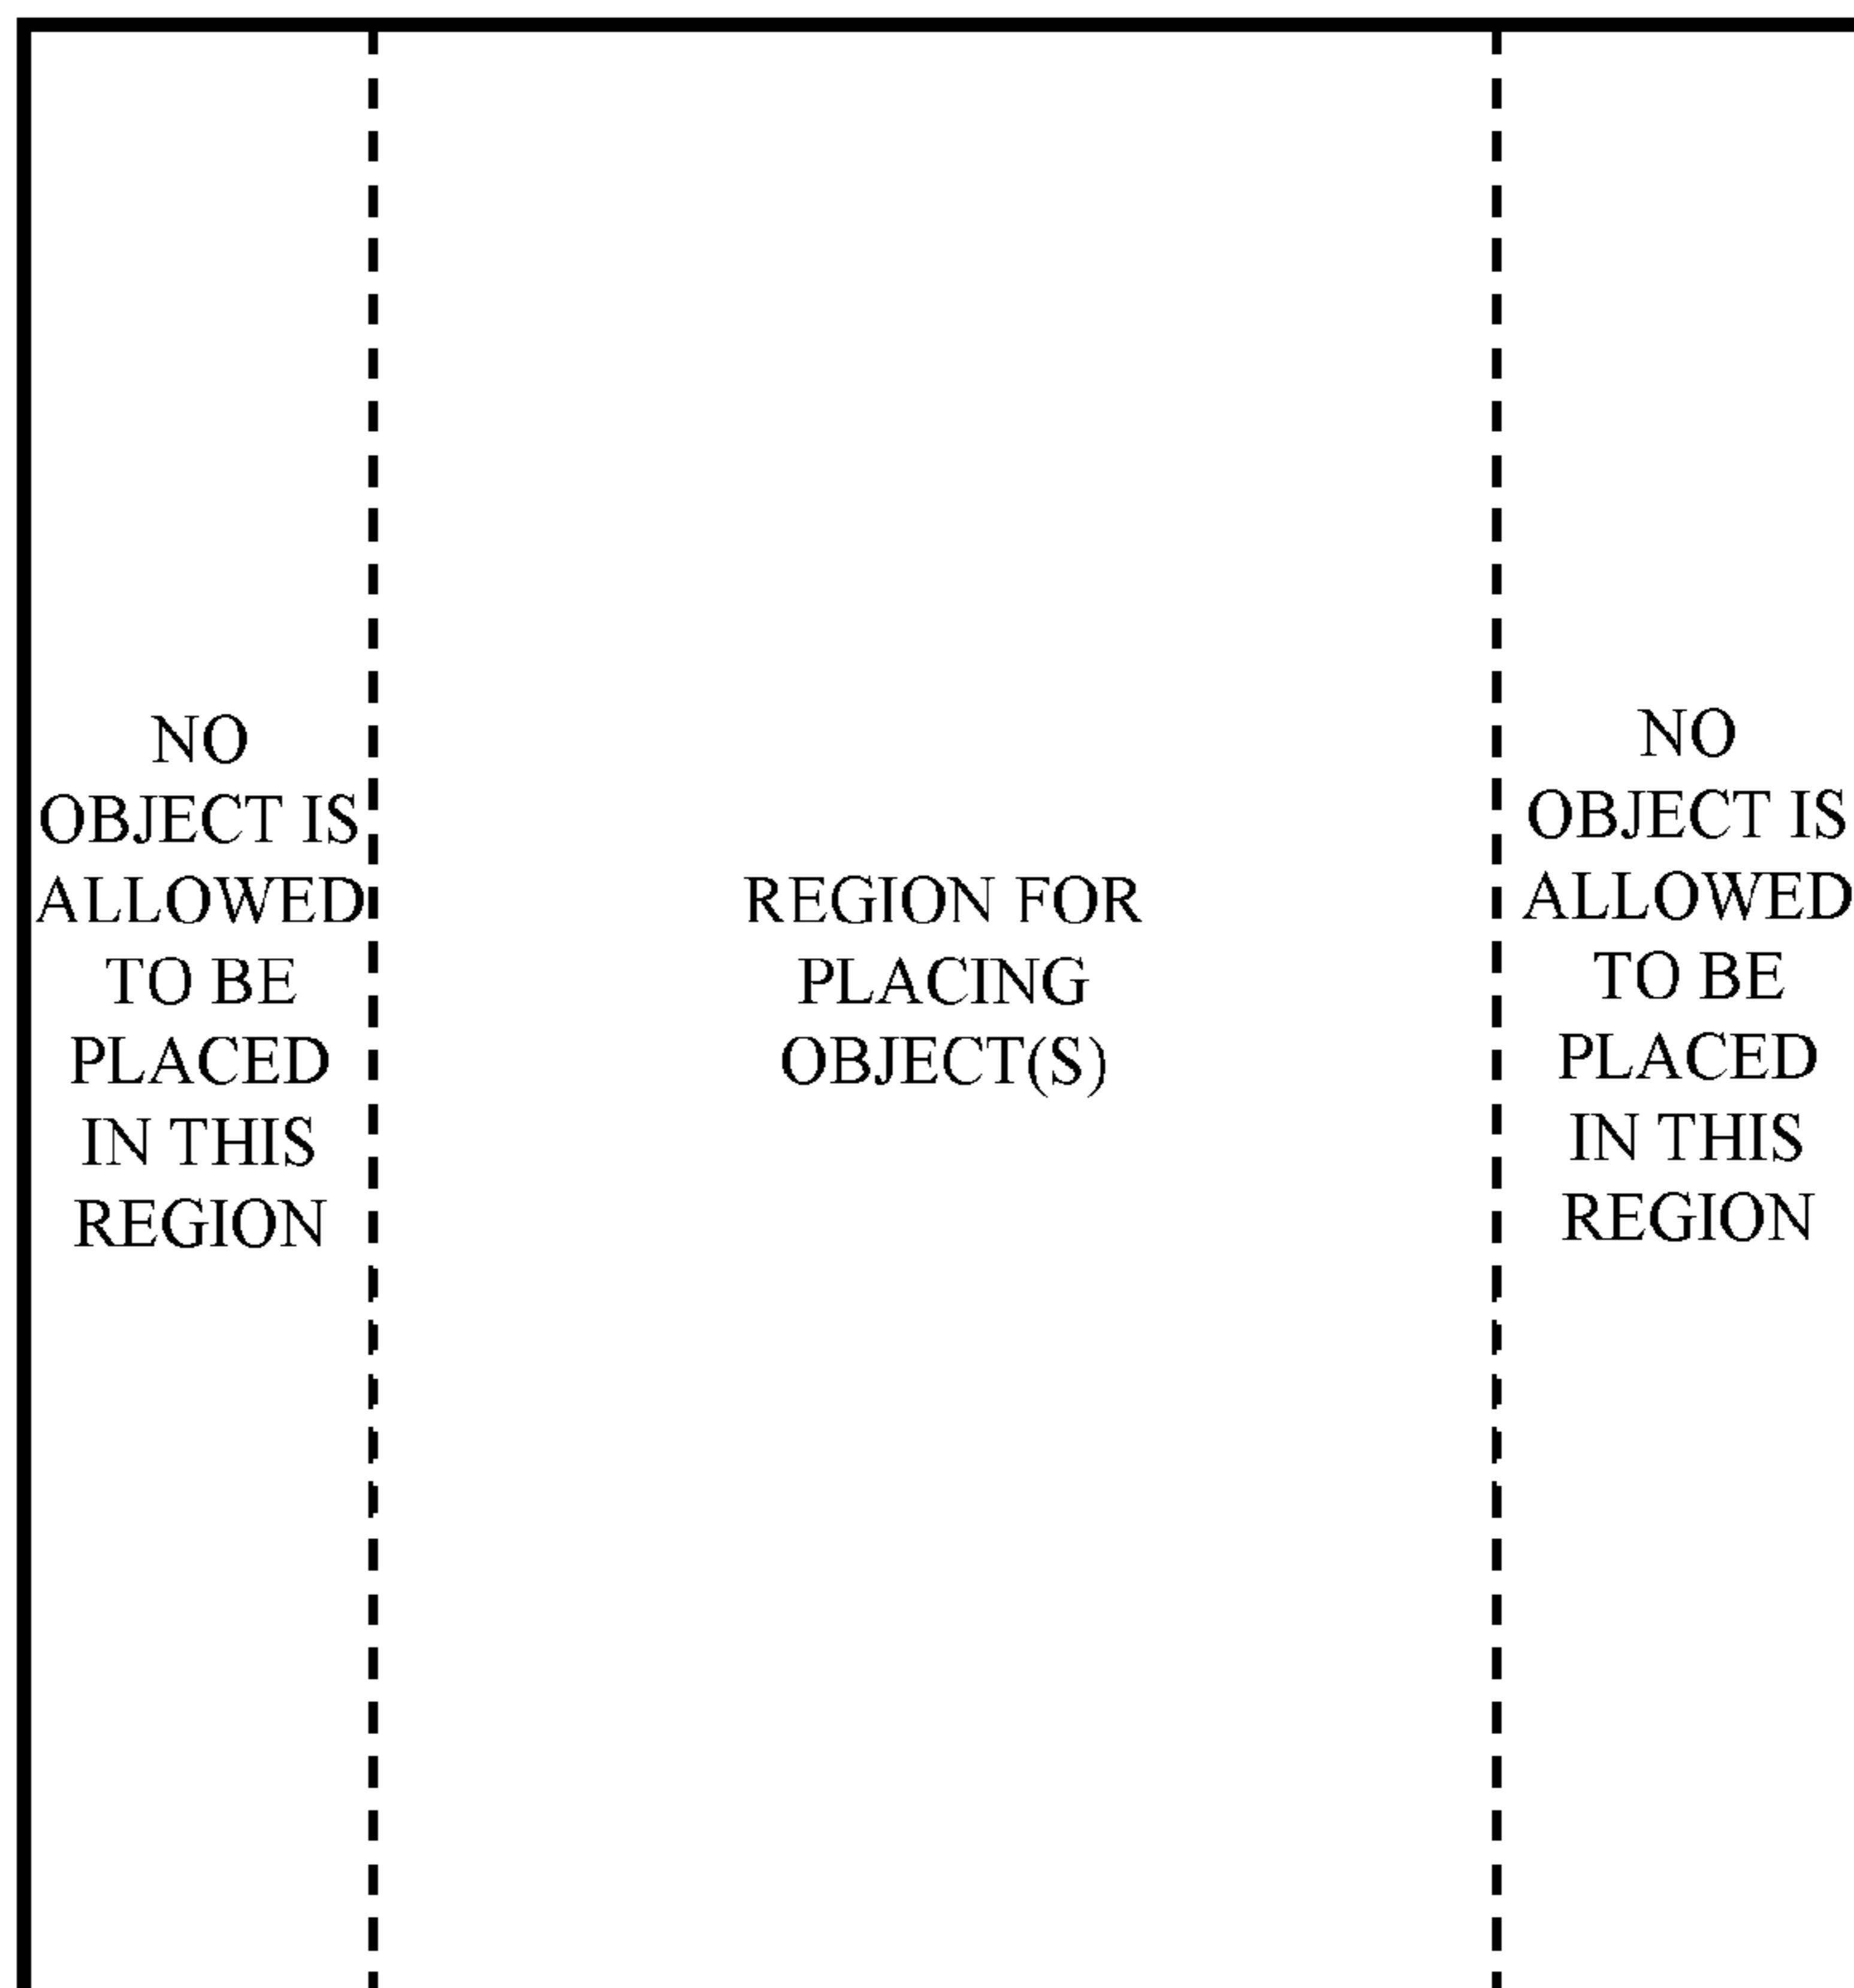 NO
OBJECT IS
ALLOWED
TO BE
PLACED
IN THIS
REGION
REGION FOR
PLACING
OBJECT(S)
NO
OBJECT IS
ALLOWED
TO BE
PLACED
IN THIS
REGION